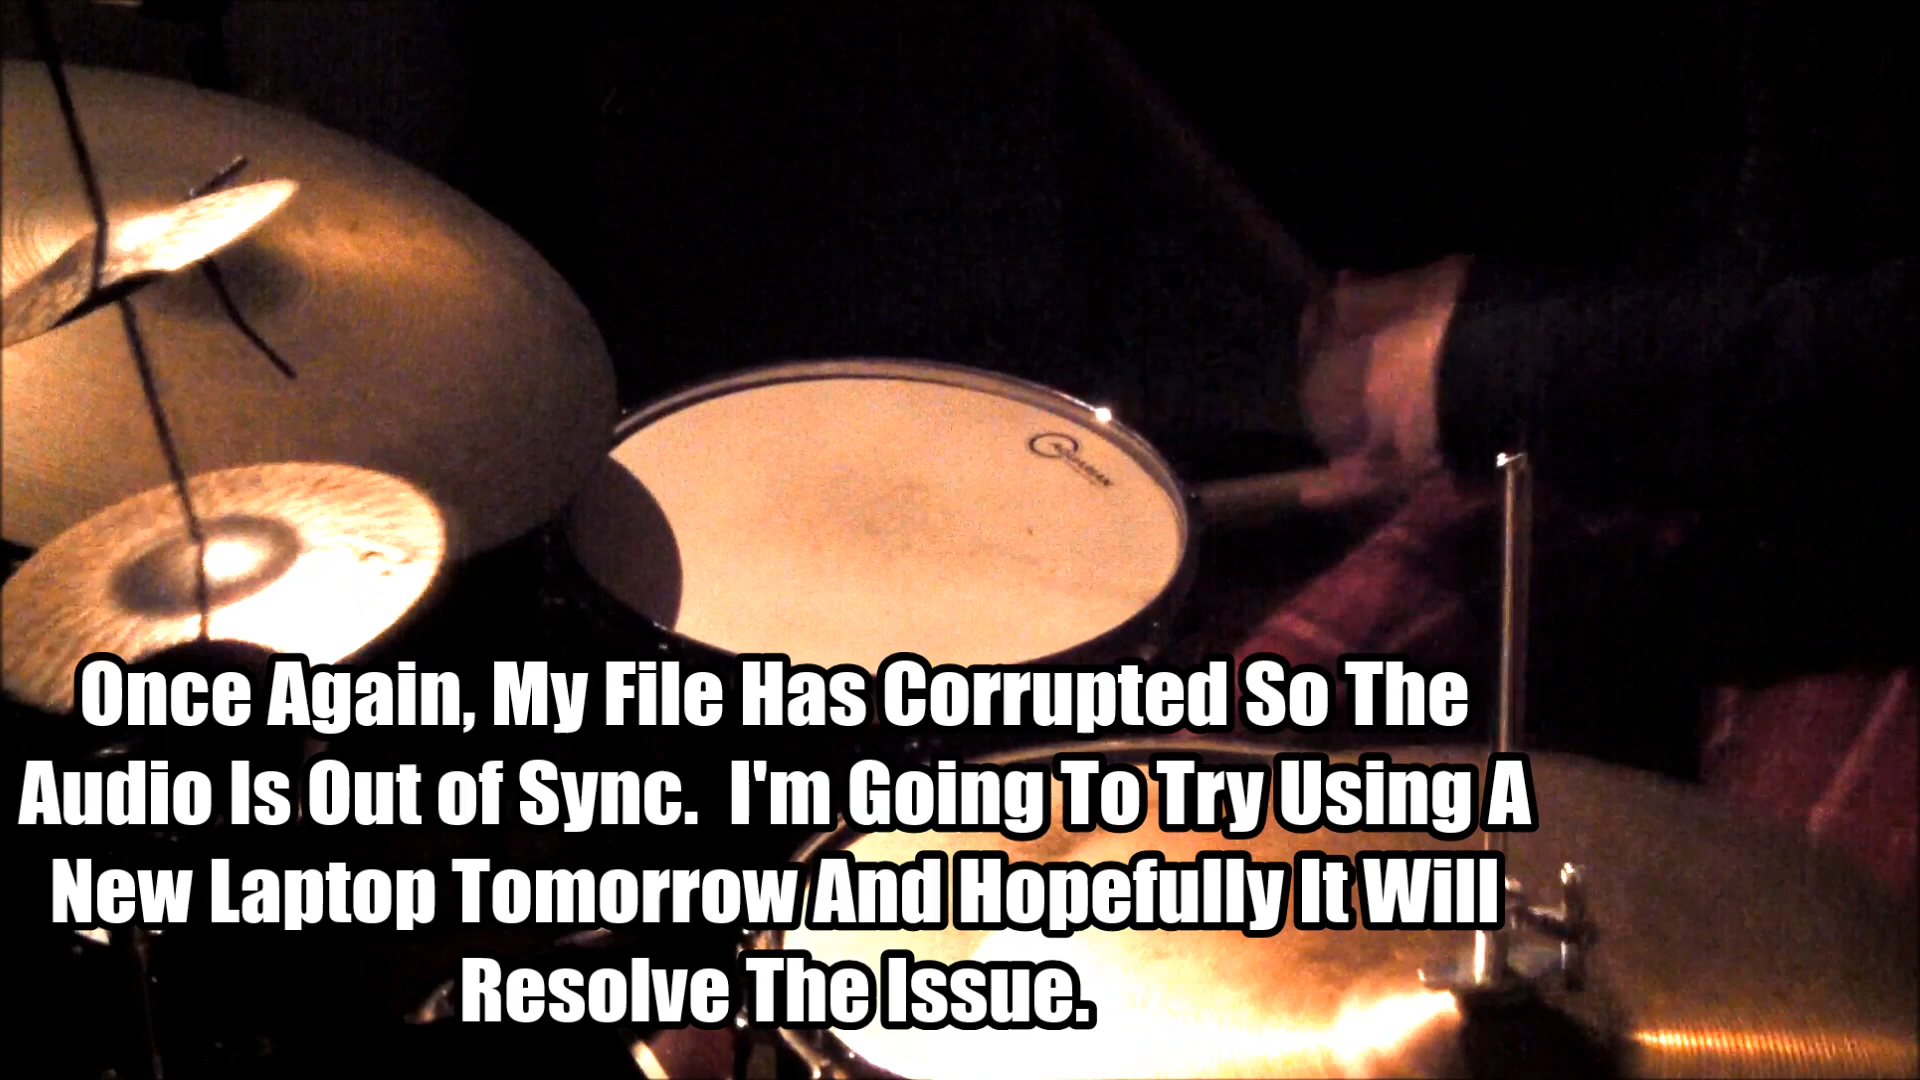 Once Again, My File Has Corrupted So The
Audio Is Out of Sync.  I'm Going To Try Using A
New Laptop Tomorrow And Hopefully It Will
Resolve The Issue.